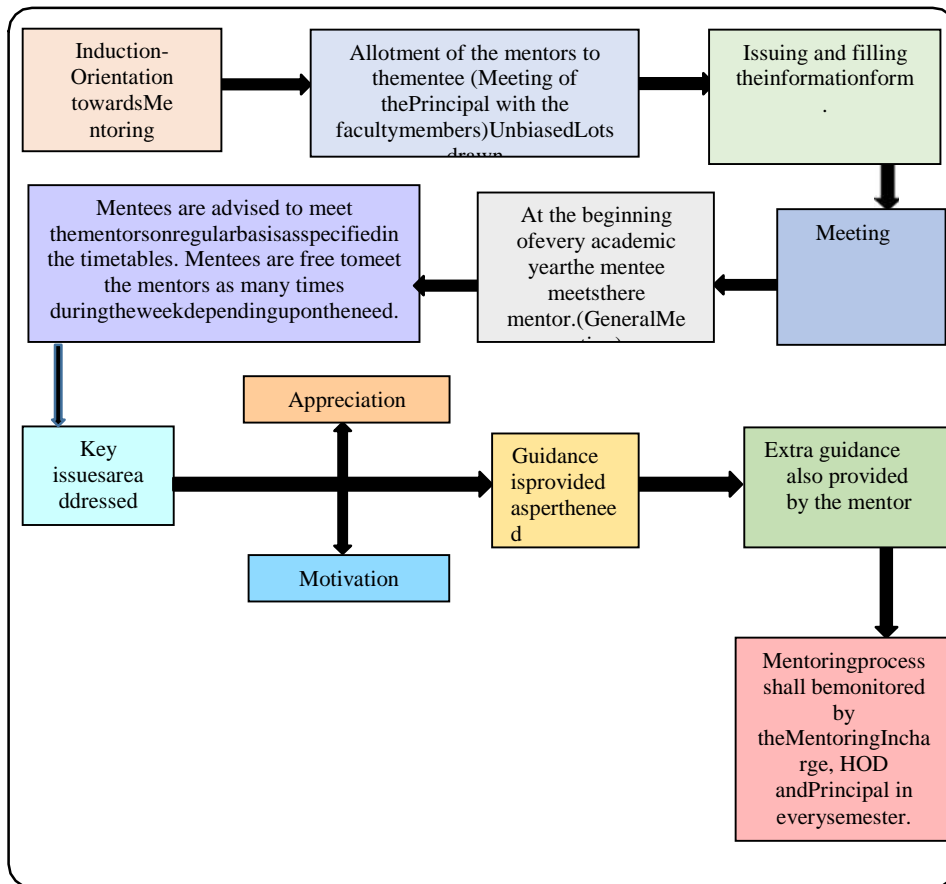 Induction-
Orientation
towardsMe
ntoring
Allotment of the mentors to
thementee (Meeting of
thePrincipal with the
facultymembers)UnbiasedLots
drawn
Issuing and filling
theinformationform
.
Meeting
At the beginning
ofevery academic
yearthe mentee
meetsthere
mentor.(GeneralMe
Mentees are advised to meet
thementorsonregularbasisasspecifiedin
the timetables. Mentees are free tomeet
the mentors as many times
duringtheweekdependingupontheneed.
Key
issuesarea
ddressed
Appreciation
Motivation
Guidance
isprovided
asperthenee
d
Extra guidance
also provided
by the mentor
Mentoringprocess
shall bemonitored
by
theMentoringIncha
rge, HOD
andPrincipal in
everysemester.